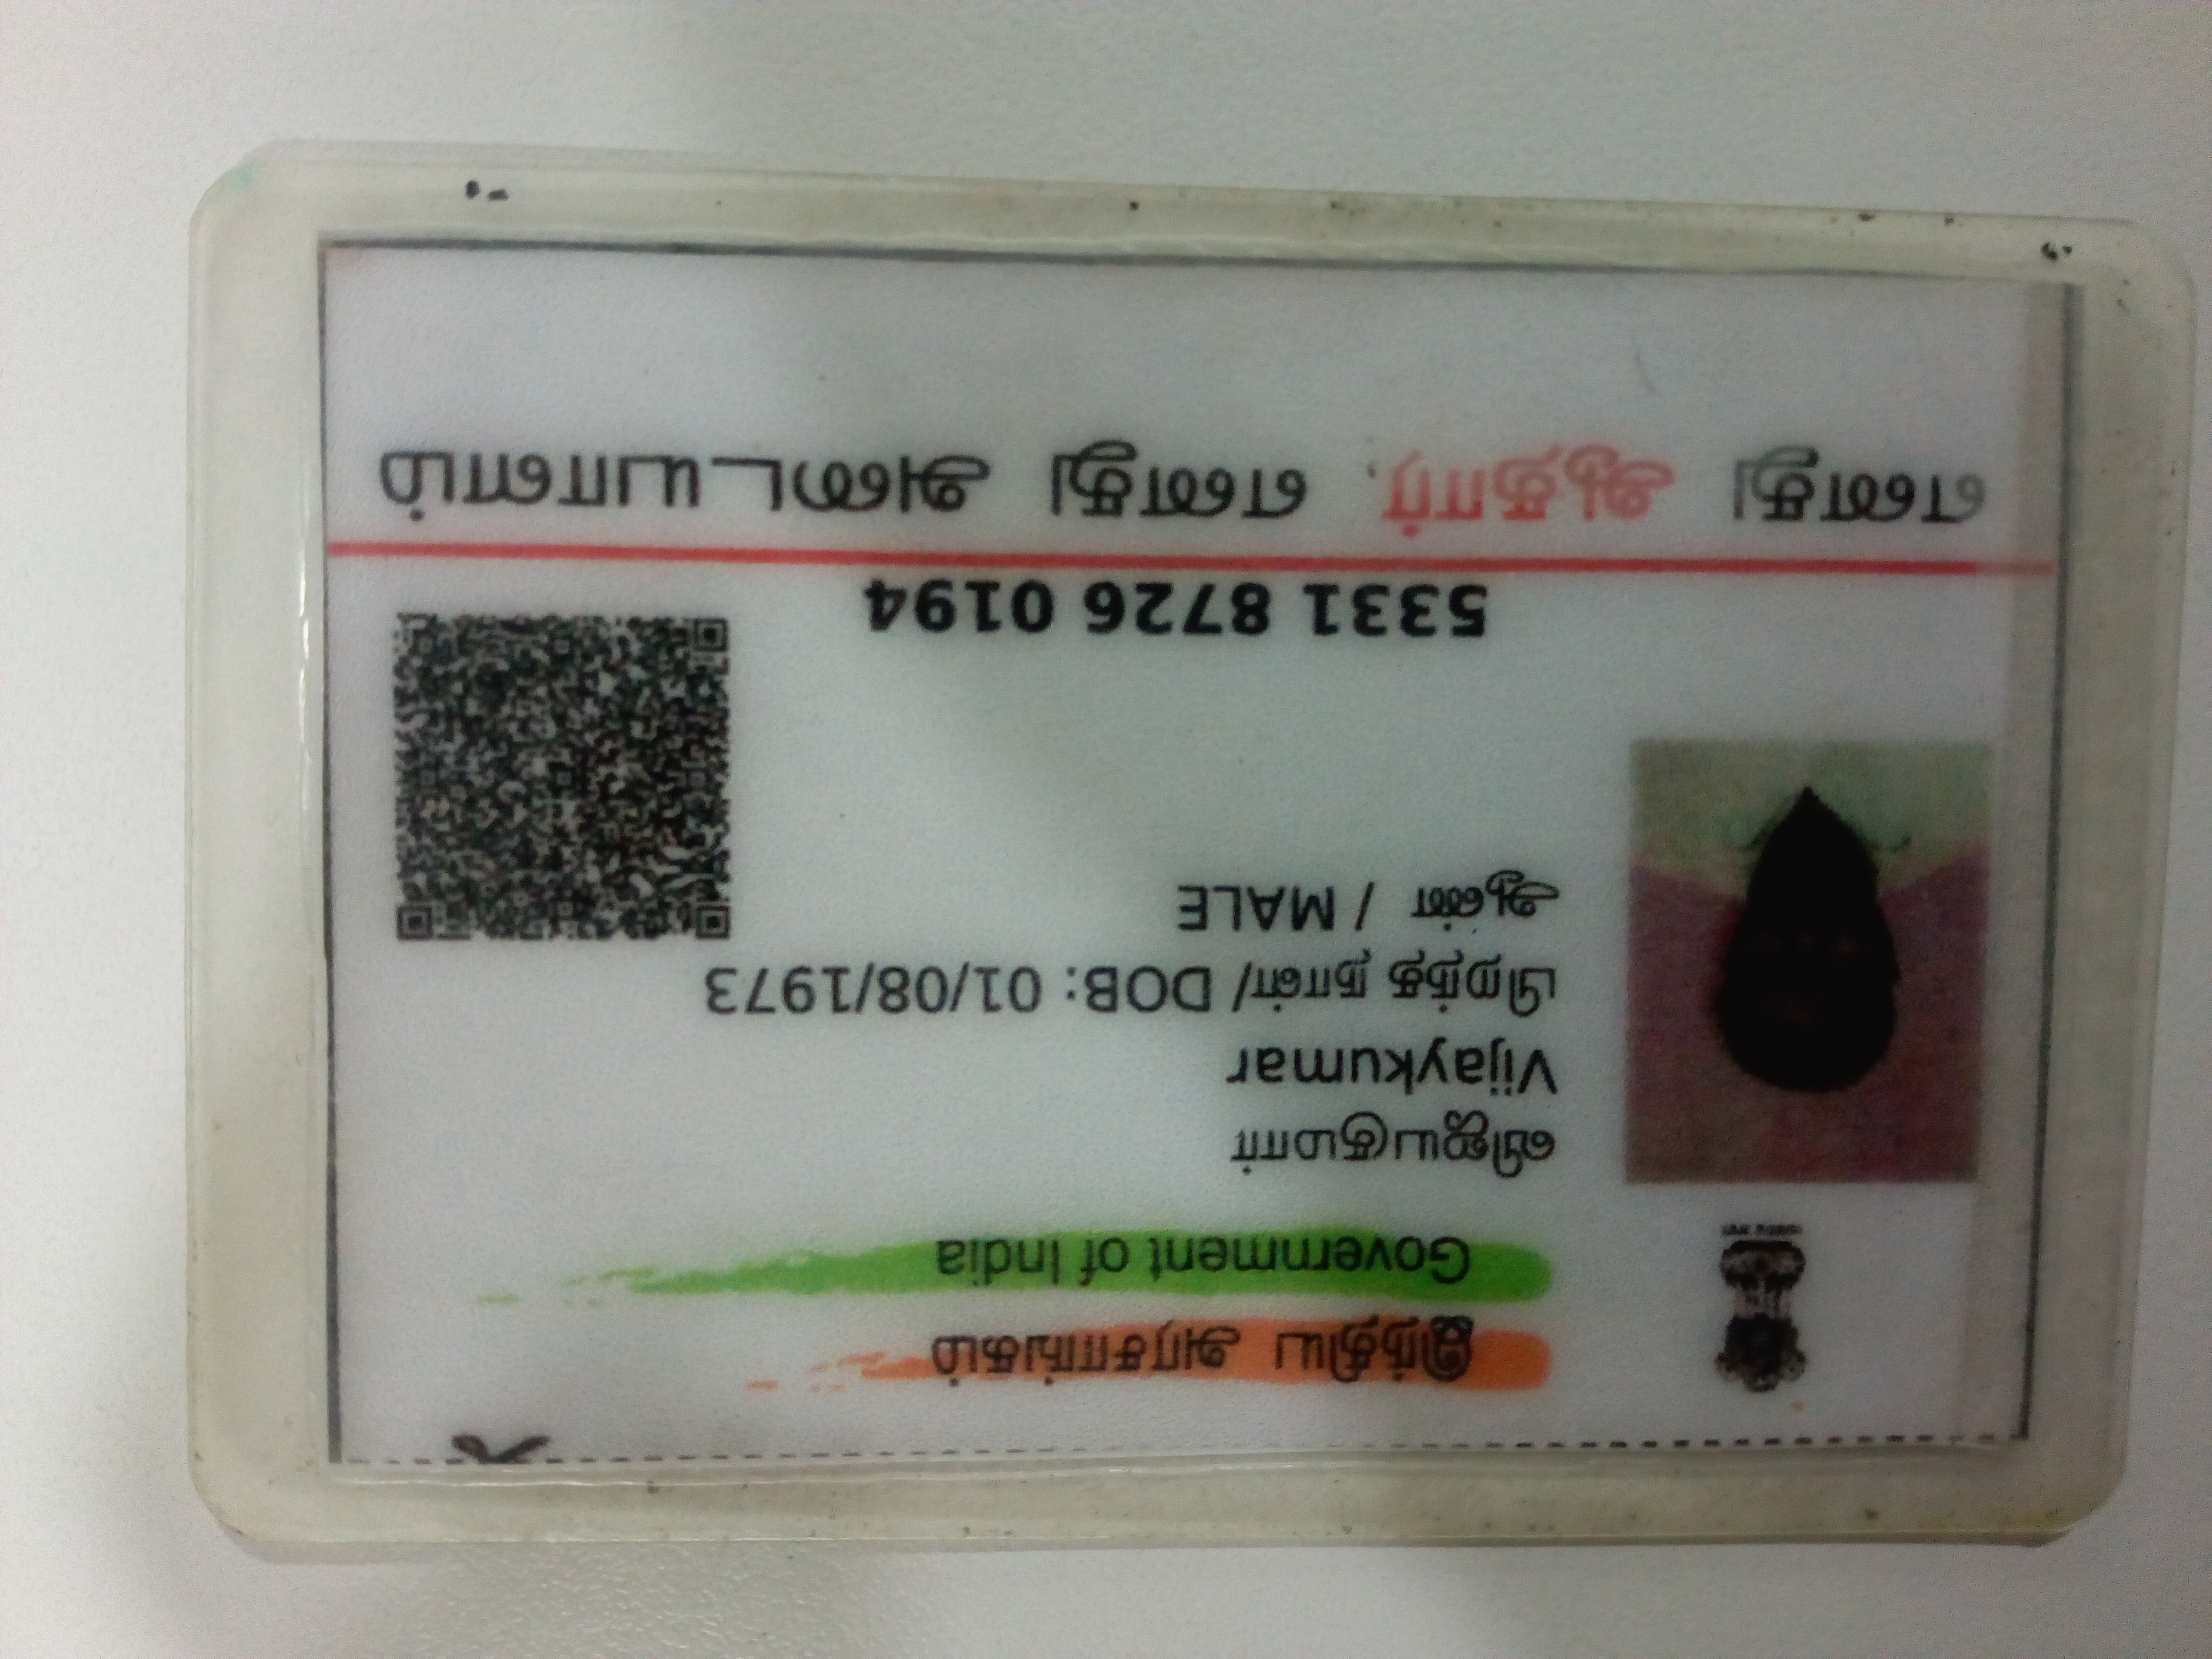 இந்திய அரசாங்கம்
Government of India
விஜயகுமார்
Vijaykumar
பிறந்த நாள்/ DOB: 01/08/1973
ஆண் / MALE
5331 8726 0194
எனது ஆதார், எனது அடையாளம்